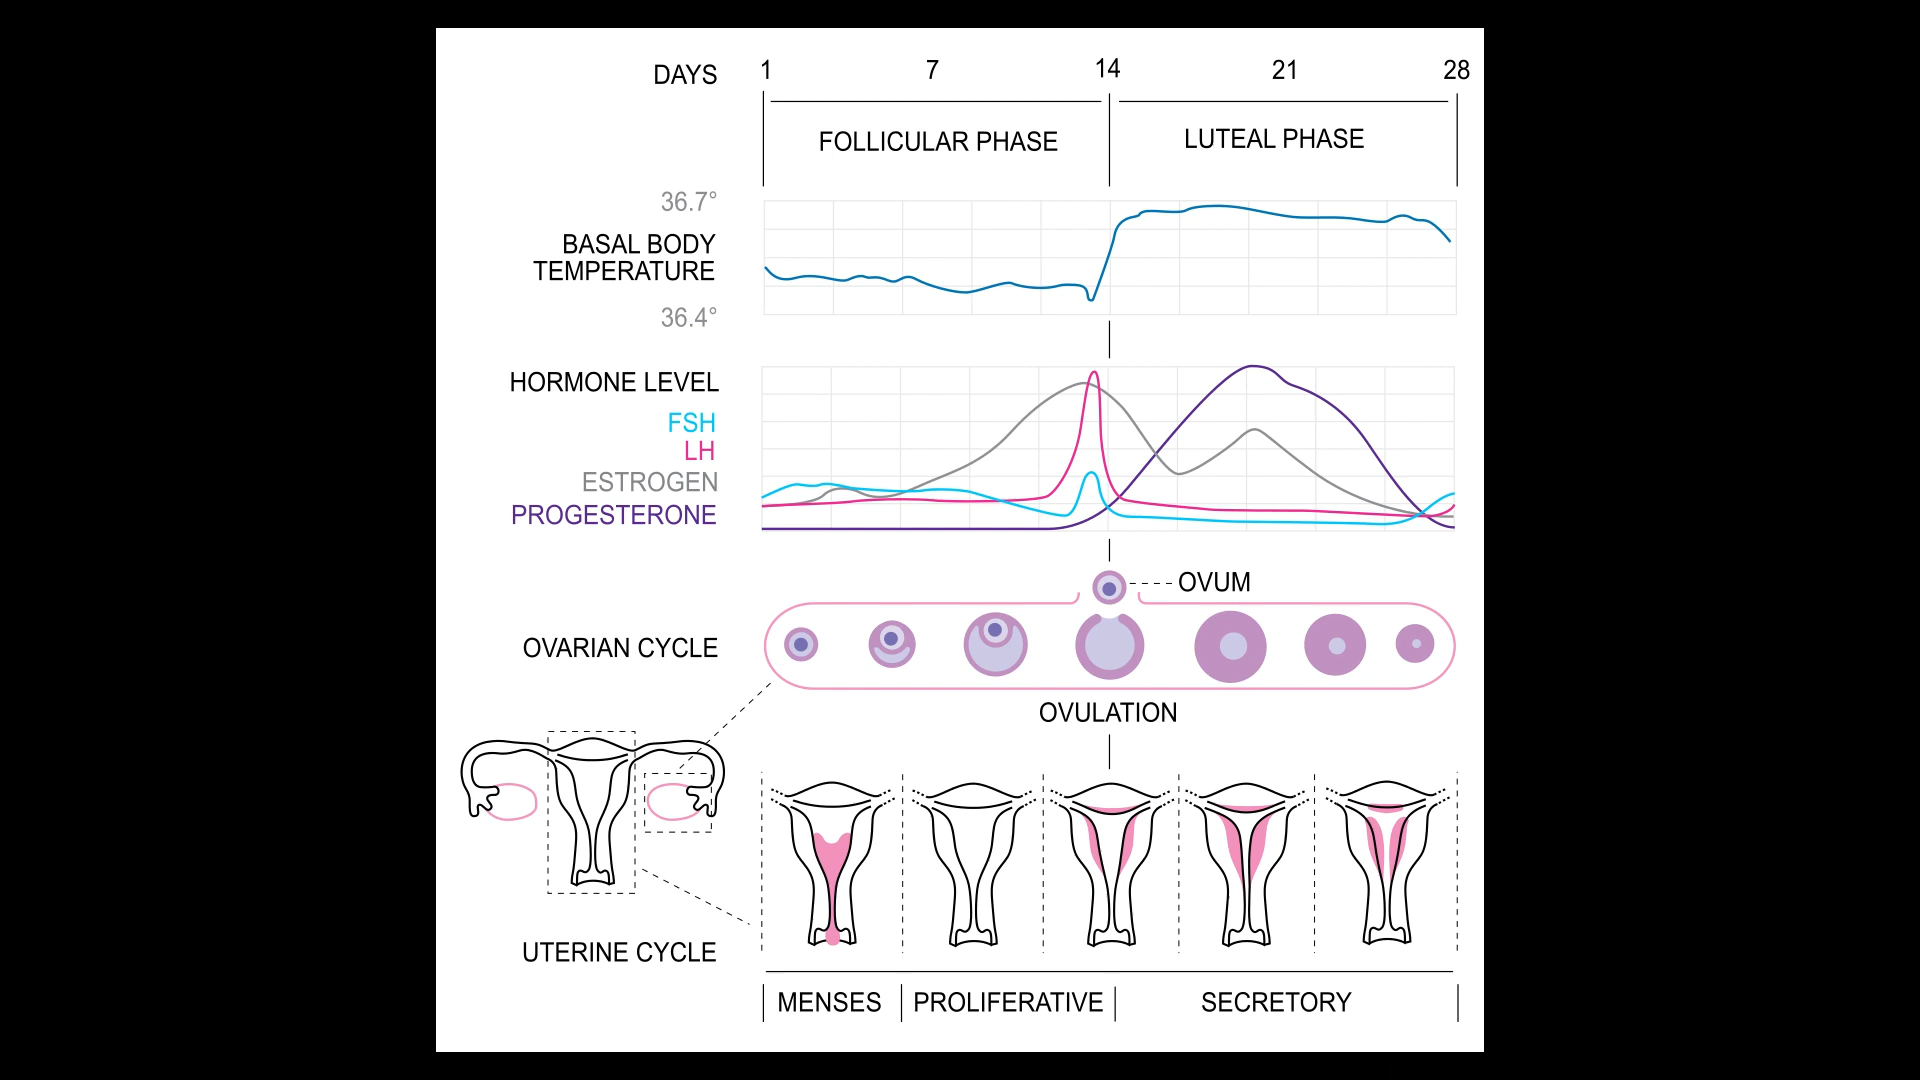 DAYS 1 7 14 21 28
FOLLICULAR PHASE LUTEAL PHASE
36.7°
BASAL BODY
TEMPERATURE
36.4°
HORMONE LEVEL
FSH
LH
ESTROGEN
PROGESTERONE
OVUM
OVARIAN CYCLE
OVULATION
UTERINE CYCLE
MENSES PROLIFERATIVE SECRETORY